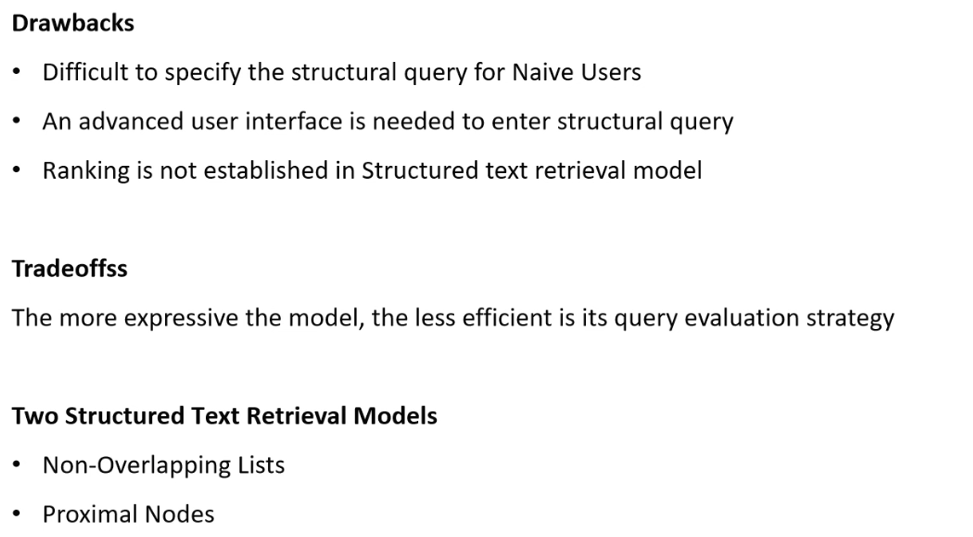 Drawbacks
• Difficult to specify the structural query for Naive Users
• An advanced user interface is needed to enter structural query
• Ranking is not established in Structured text retrieval model
Tradeoffss
The more expressive the model, the less efficient is its query evaluation strategy
Two Structured Text Retrieval Models
• Non-Overlapping Lists
• Proximal Nodes